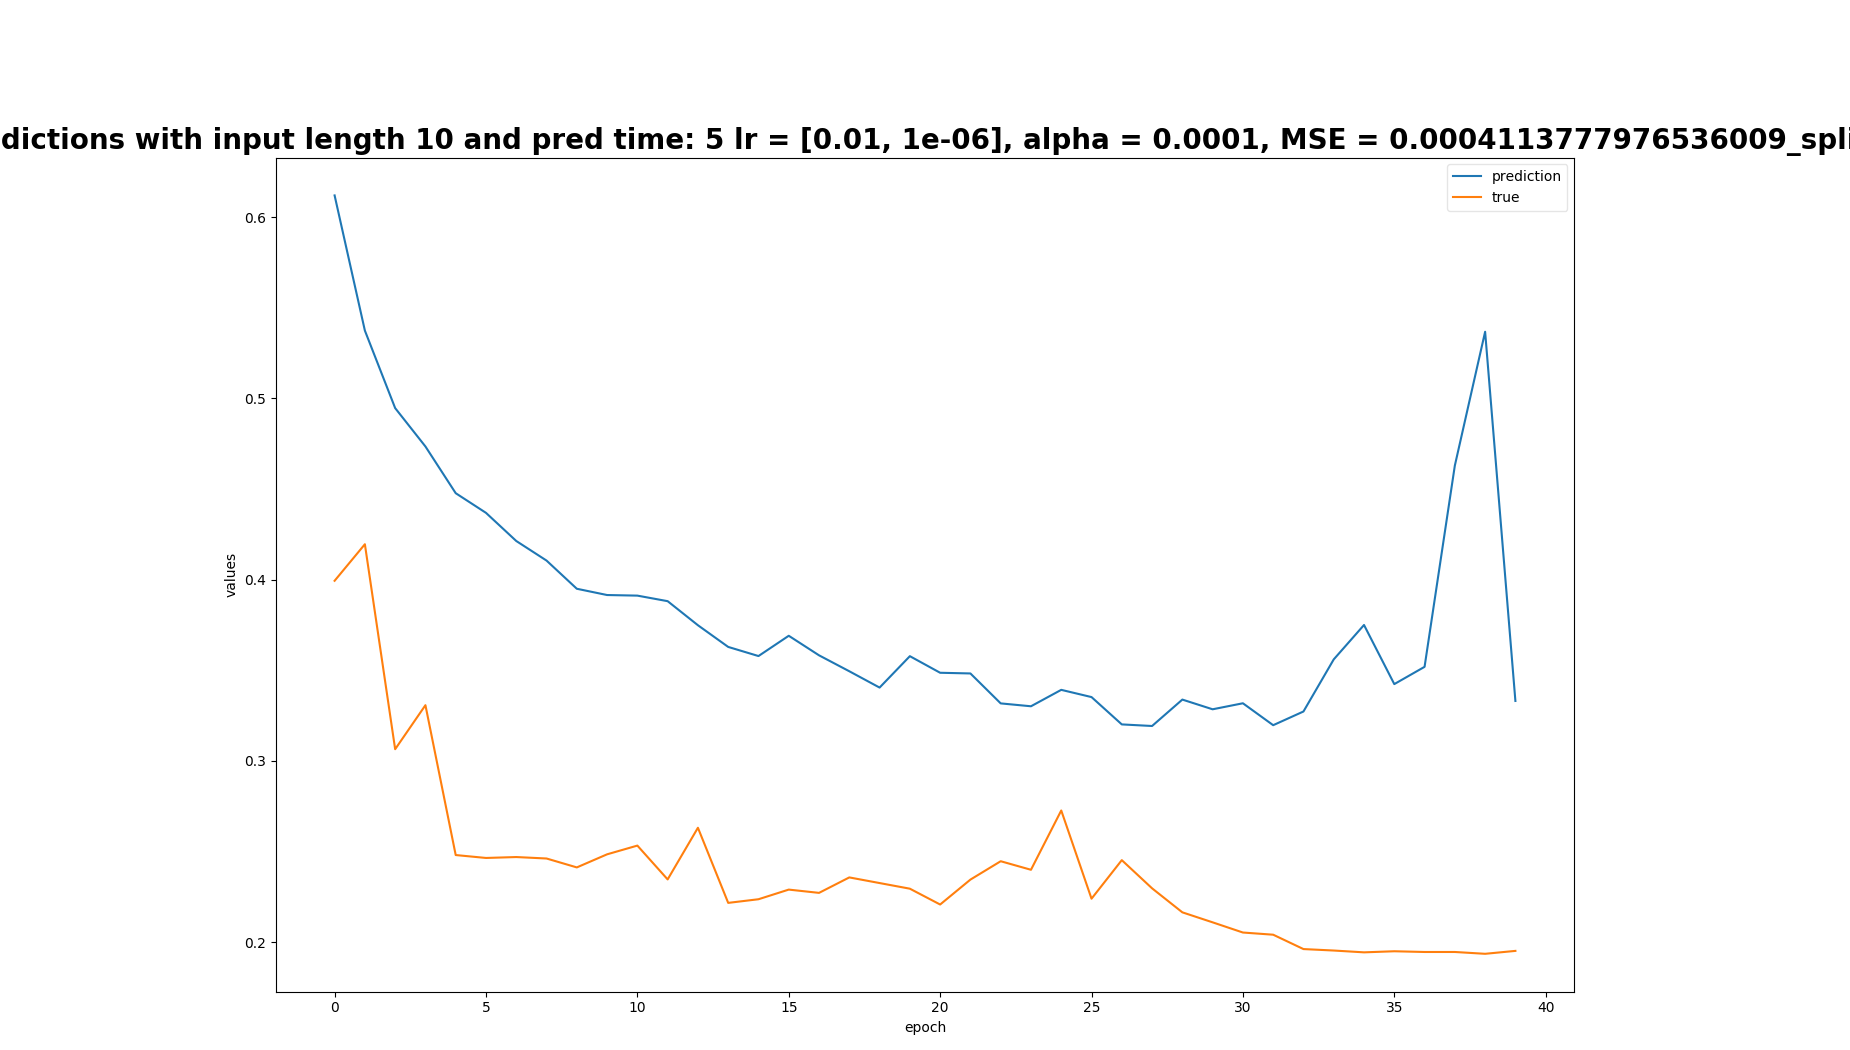 dictions with input length 10 and pred time: 5 lr = [0.01, 1e-06], alpha = 0.0001, MSE = 0.0004113777976536009_spli
prediction
true
0.6
0.5
0.4
0.3
0.2
values
0 5 10 15 20 25 30 35 40
epoch